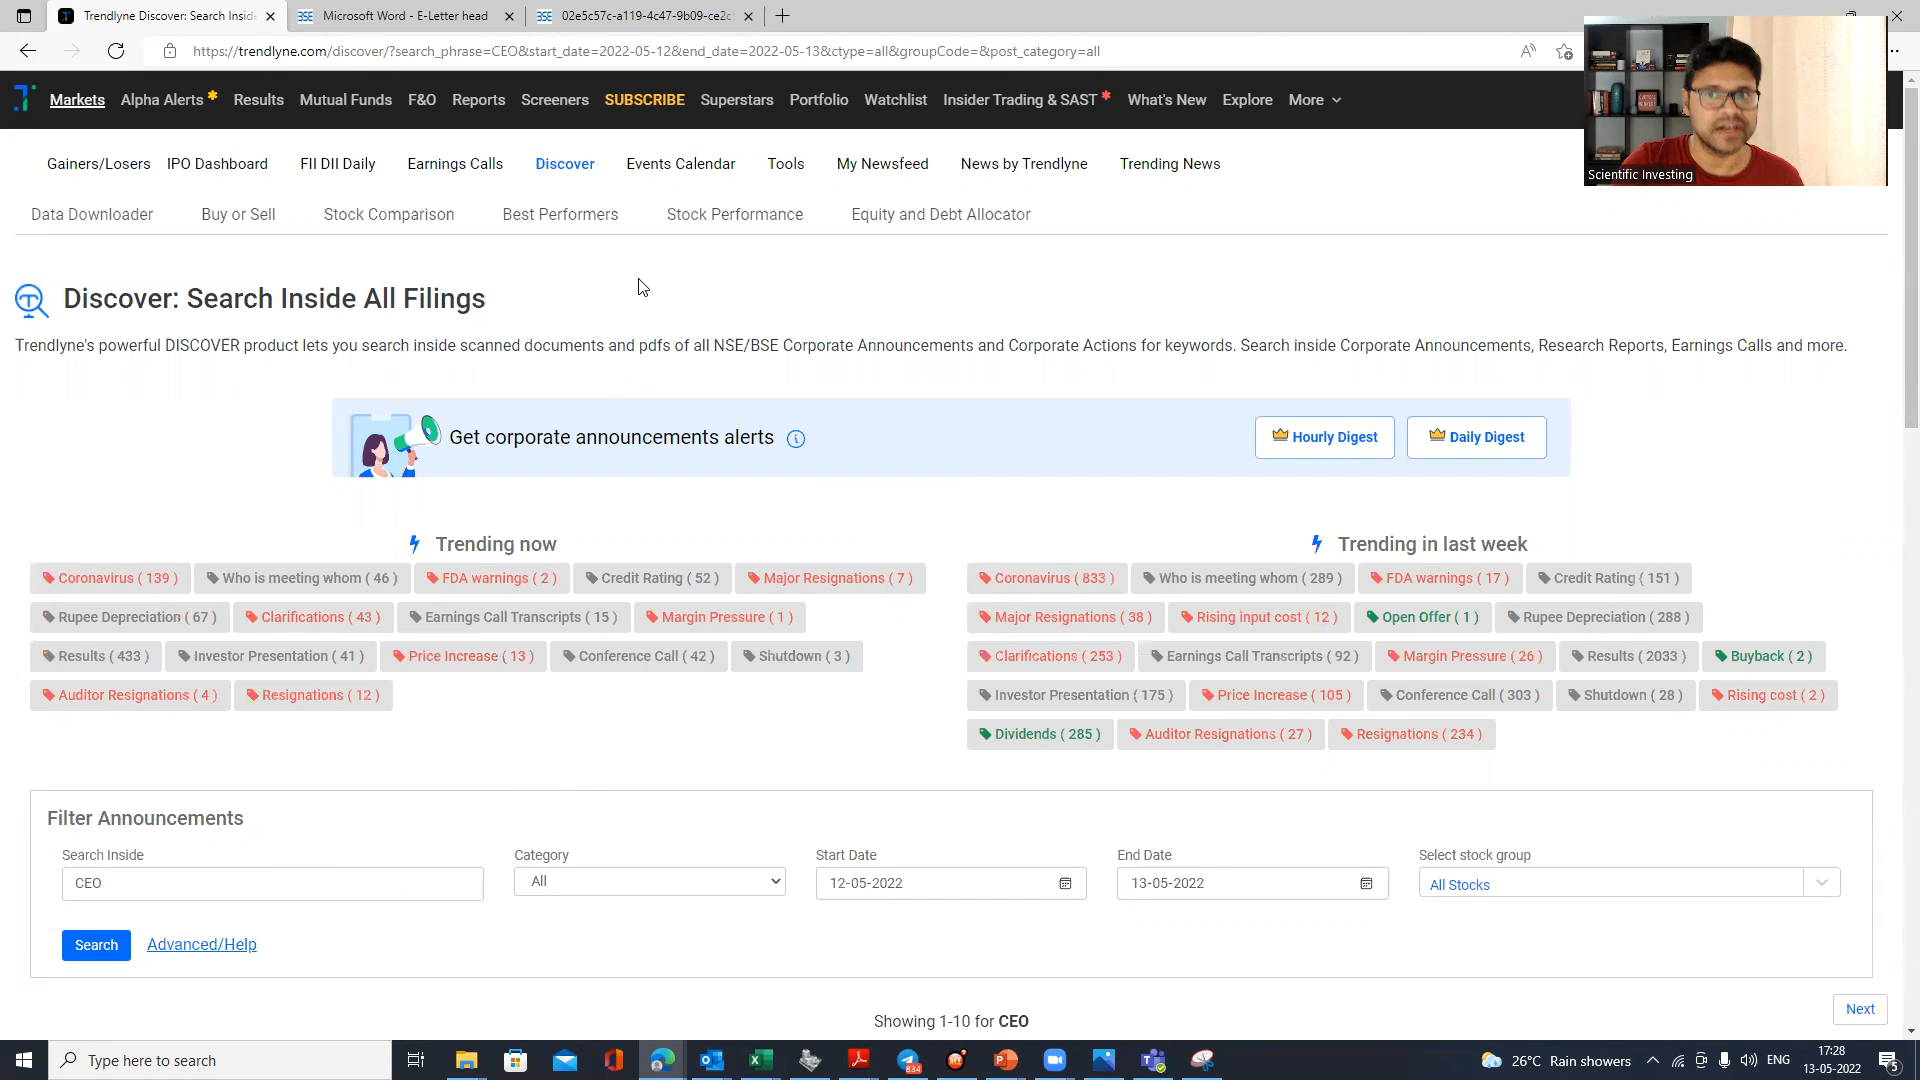 Trendlyne Discover: Search Insid
Microsoft Word - E-Letter head
02e5c57c-a119-4c47-9b09-ce2c
https://trendlyne.com/discover/?search_phrase=CEO&start_date=2022-05-12&end_date=2022-05-13&ctype=all&groupCode=&post_category=all
Markets Alpha Alerts Results Mutual Funds F&O Reports Screeners SUBSCRIBE Superstars Portfolio Watchlist Insider Trading & SAST What's New Explore More
Scientific Investing
Gainers/Losers IPO Dashboard FII DII Daily Earnings Calls Discover Events Calendar Tools My Newsfeed News by Trendlyne Trending News
Data Downloader Buy or Sell Stock Comparison Best Performers Stock Performance Equity and Debt Allocator
Discover: Search Inside All Filings
Trendlyne's powerful DISCOVER product lets you search inside scanned documents and pdfs of all NSE/BSE Corporate Announcements and Corporate Actions for keywords. Search inside Corporate Announcements, Research Reports, Earnings Calls and more.
Get corporate announcements alerts
Hourly Digest
Daily Digest
Trending now
Coronavirus ( 139 ) Who is meeting whom ( 46 ) FDA warnings ( 2 ) Credit Rating ( 52 ) Major Resignations ( 7 )
Rupee Depreciation ( 67 ) Clarifications ( 43 ) Earnings Call Transcripts ( 15 ) Margin Pressure ( 1 )
Results ( 433 ) Investor Presentation ( 41 ) Price Increase ( 13 ) Conference Call ( 42 ) Shutdown ( 3 )
Auditor Resignations ( 4 ) Resignations ( 12 )
Trending in last week
Coronavirus ( 833 ) Who is meeting whom ( 289 ) FDA warnings ( 17 ) Credit Rating ( 151 )
Major Resignations ( 38 ) Rising input cost ( 12 ) Open Offer ( 1 ) Rupee Depreciation ( 288 )
Clarifications ( 253 ) Earnings Call Transcripts ( 92 ) Margin Pressure ( 26 ) Results ( 2033 ) Buyback ( 2 )
Investor Presentation ( 175 ) Price Increase ( 105 ) Conference Call ( 303 ) Shutdown ( 28 ) Rising cost ( 2 )
Dividends ( 285 ) Auditor Resignations ( 27 ) Resignations ( 234 )
Filter Announcements
Search Inside Category Start Date End Date Select stock group
CEO All 12-05-2022 13-05-2022 All Stocks
Search Advanced/Help
Next
Showing 1-10 for CEO
Type here to search
834
26°C Rain showers
ENG
17:28
13-05-2022
5